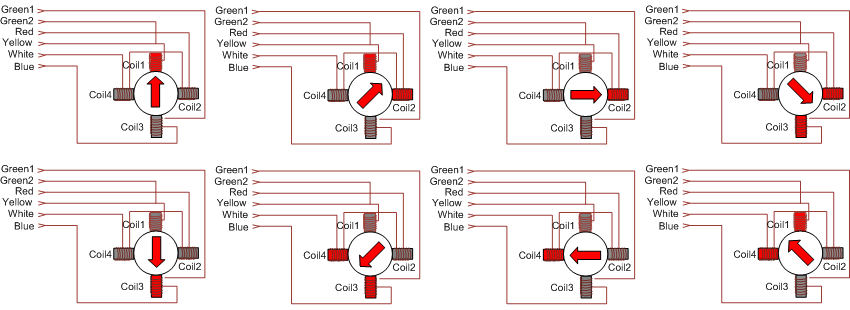 Green1
Green2
Red
Yellow
White
Blue
Coil1
Coil4
Coil2
Coil3
Green1
Green2
Red
Yellow
White
Blue
Coil1
Coil4
Coil2
Coil3
Green1
Green2
Red
Yellow
White
Blue
Coil1
Coil4
Coil2
Coil3
Green1
Green2
Red
Yellow
White
Blue
Coil1
Coil4
Coil2
Coil3
Green1
Green2
Red
Yellow
White
Blue
Coil1
Coil4
Coil2
Coil3
Green1
Green2
Red
Yellow
White
Blue
Coil1
Coil4
Coil2
Coil3
Green1
Green2
Red
Yellow
White
Blue
Coil1
Coil4
Coil2
Coil3
Green1
Green2
Red
Yellow
White
Blue
Coil1
Coil4
Coil2
Coil3